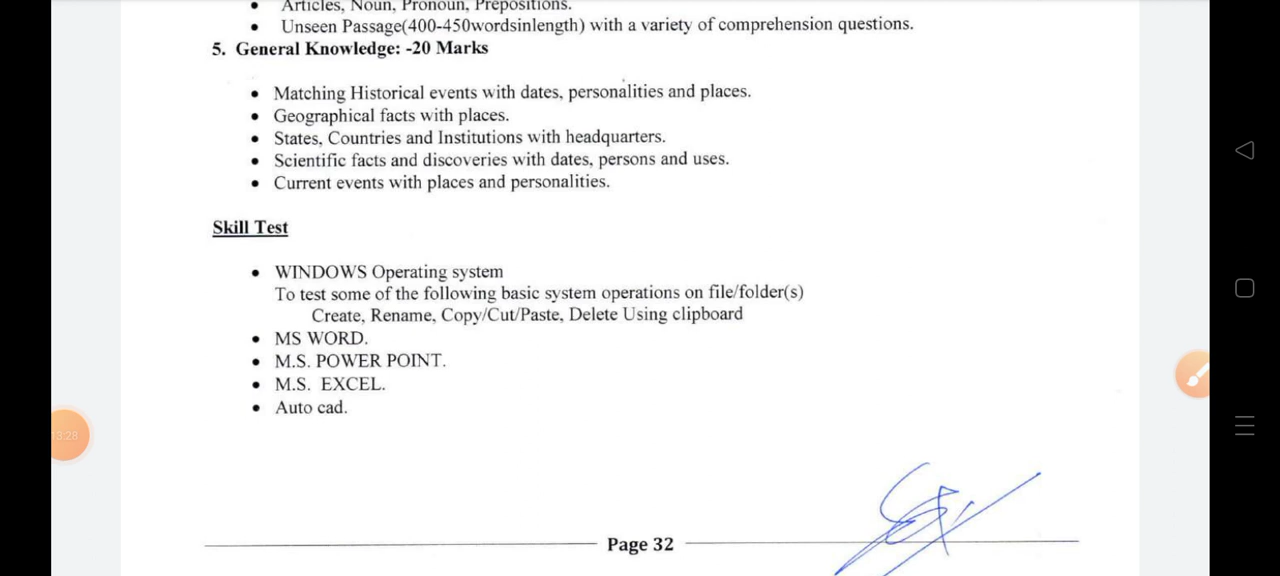 Articles, Noun, Pronoun, Prepositions.
• Unseen Passage(400-450wordsinlength) with a variety of comprehension questions.
5. General Knowledge: -20 Marks
• Matching Historical events with dates, personalities and places.
• Geographical facts with places.
• States, Countries and Institutions with headquarters.
• Scientific facts and discoveries with dates, persons and uses.
• Current events with places and personalities.
Skill Test
• WINDOWS Operating system
To test some of the following basic system operations on file/folder(s)
Create, Rename, Copy/Cut/Paste, Delete Using clipboard
• MS WORD.
• M.S. POWER POINT.
• M.S. EXCEL.
• Auto cad.
13:28
Page 32